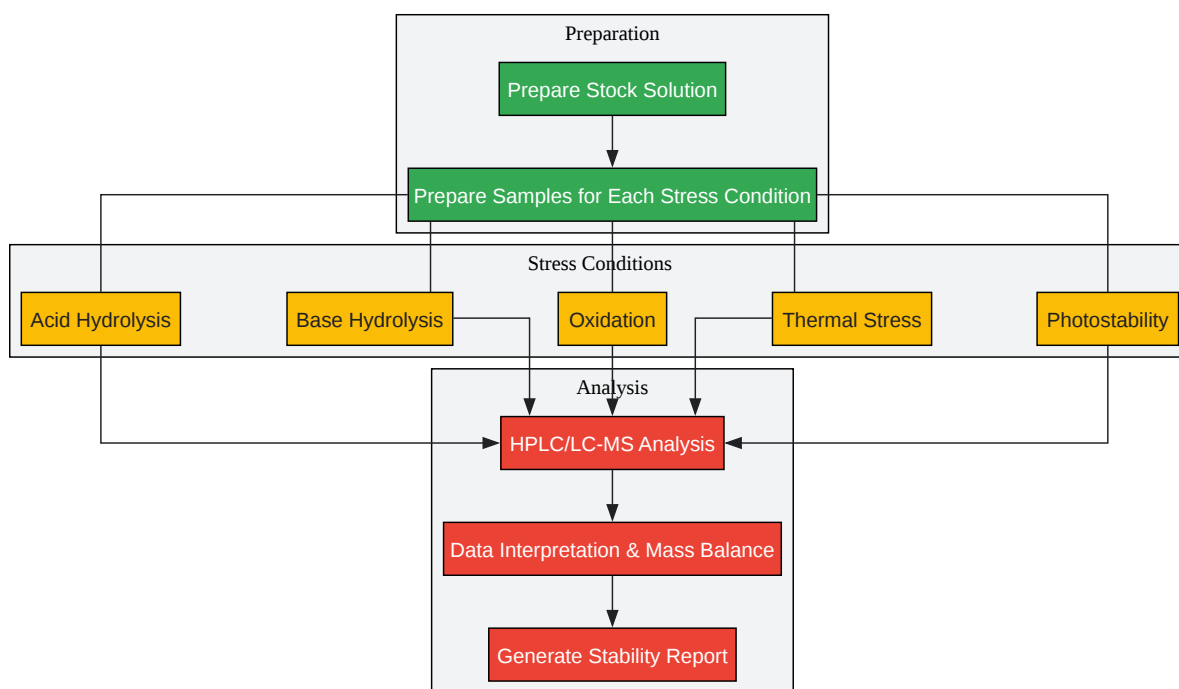 Preparation
Prepare Stock Solution
Prepare Samples for Each Stress Condition
Stress Conditions
Acid Hydrolysis
Base Hydrolysis
Oxidation
Thermal Stress
Photostability
Analysis
HPLC/LC-MS Analysis
Data Interpretation & Mass Balance
Generate Stability Report